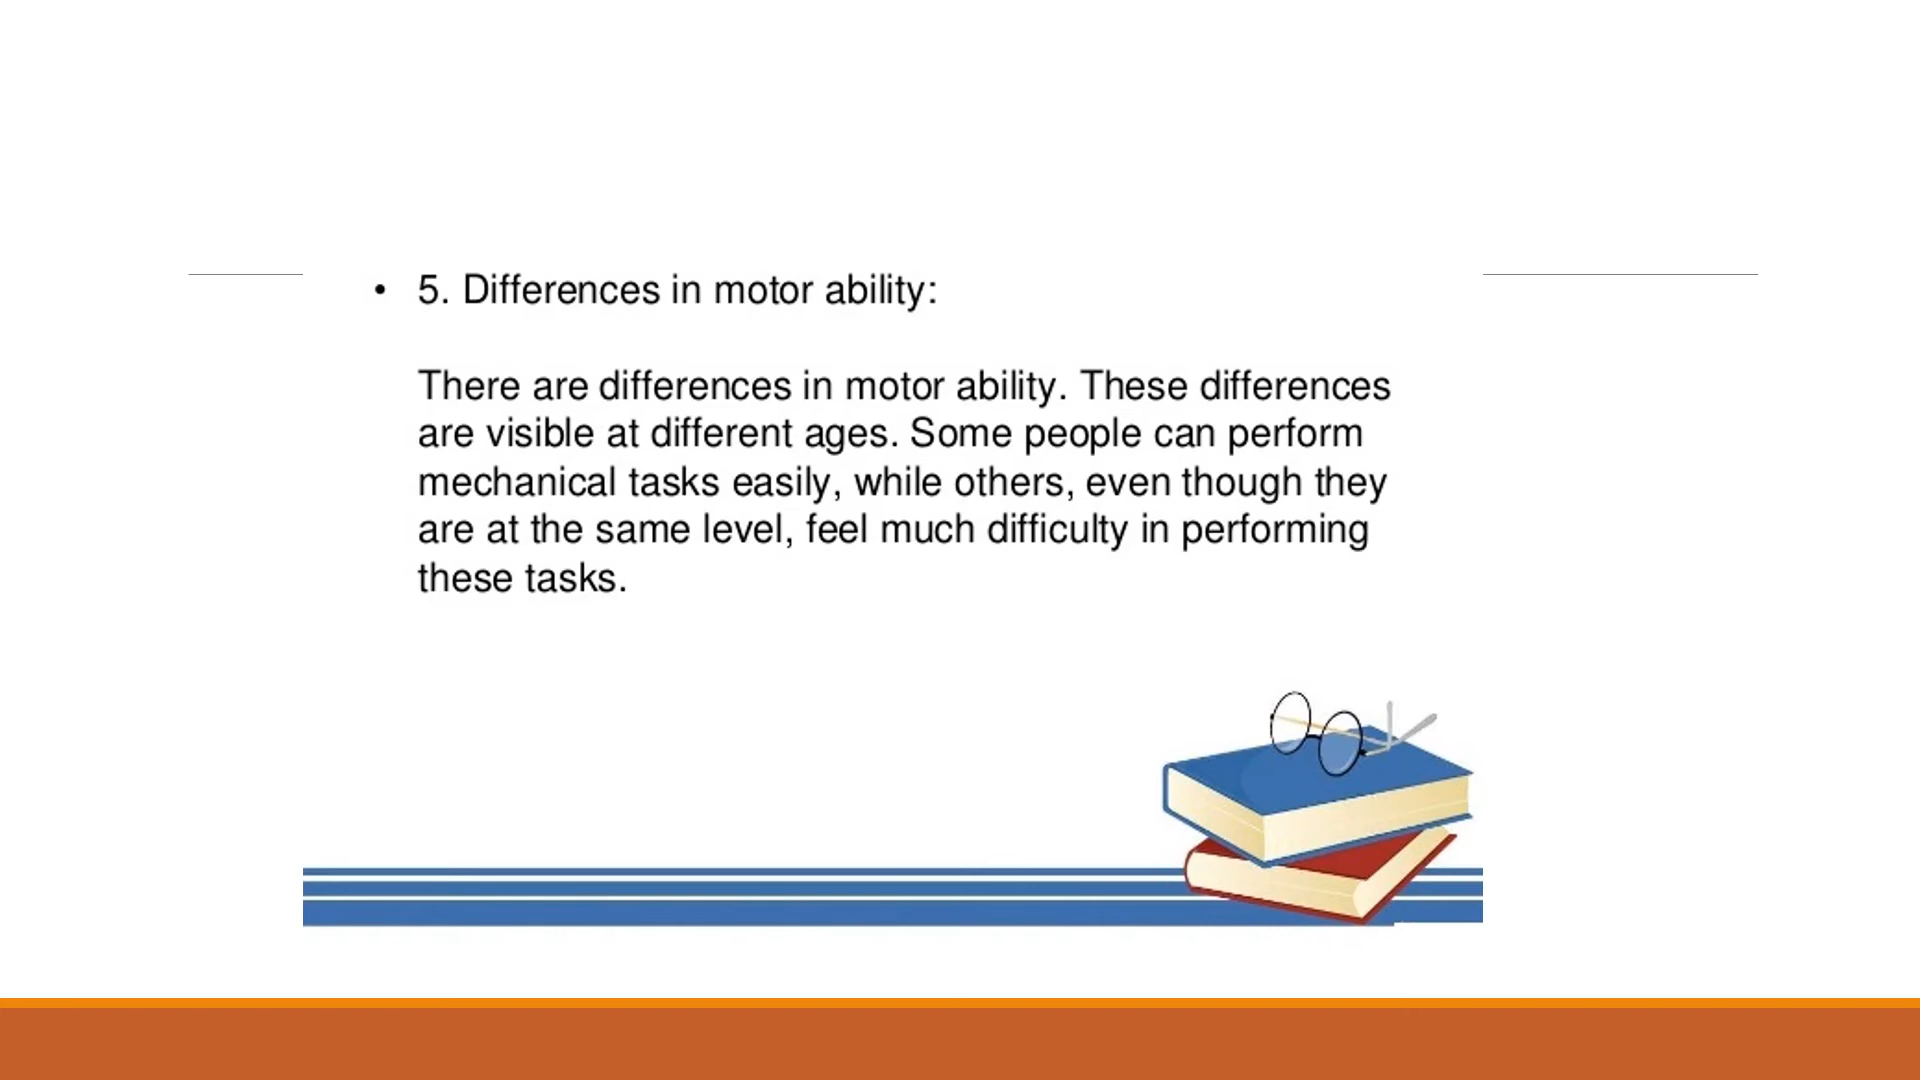 • 5. Differences in motor ability:
There are differences in motor ability. These differences
are visible at different ages. Some people can perform
mechanical tasks easily, while others, even though they
are at the same level, feel much difficulty in performing
these tasks.